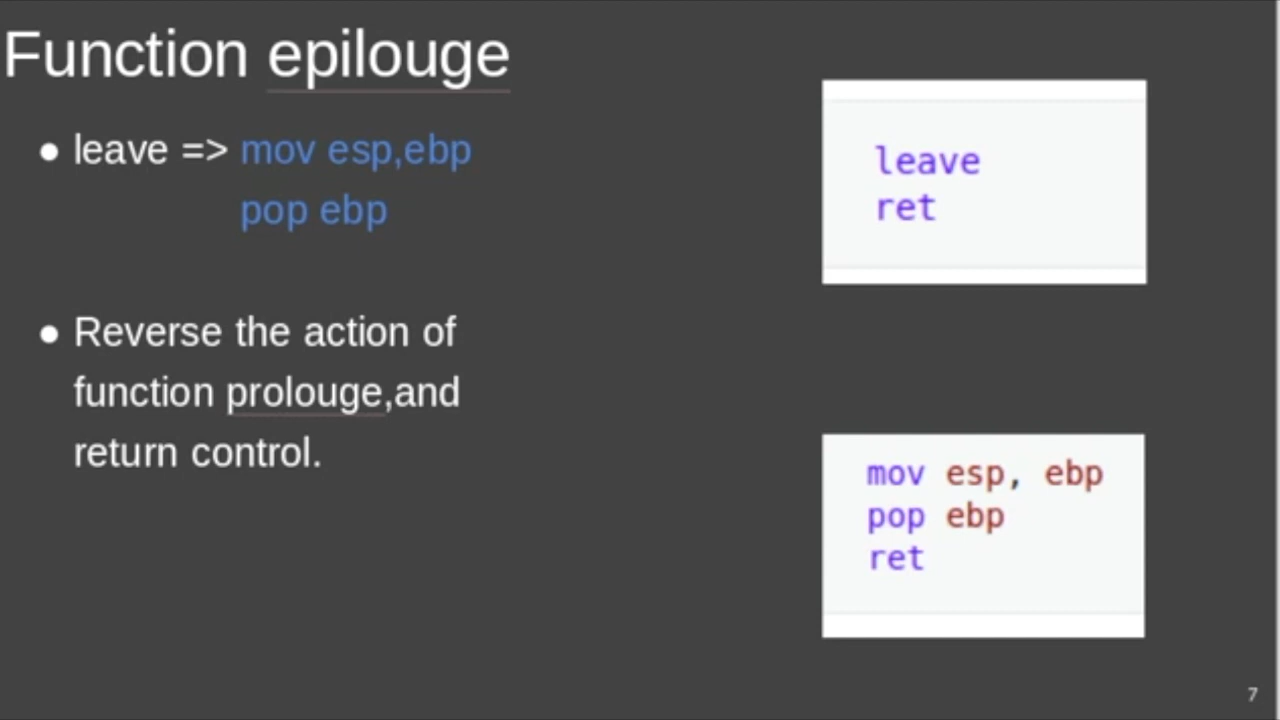 Function epilouge
● leave => mov esp,ebp
pop ebp
● Reverse the action of
function prolouge,and
return control.
leave
ret
mov esp, ebp
pop ebp
ret
7